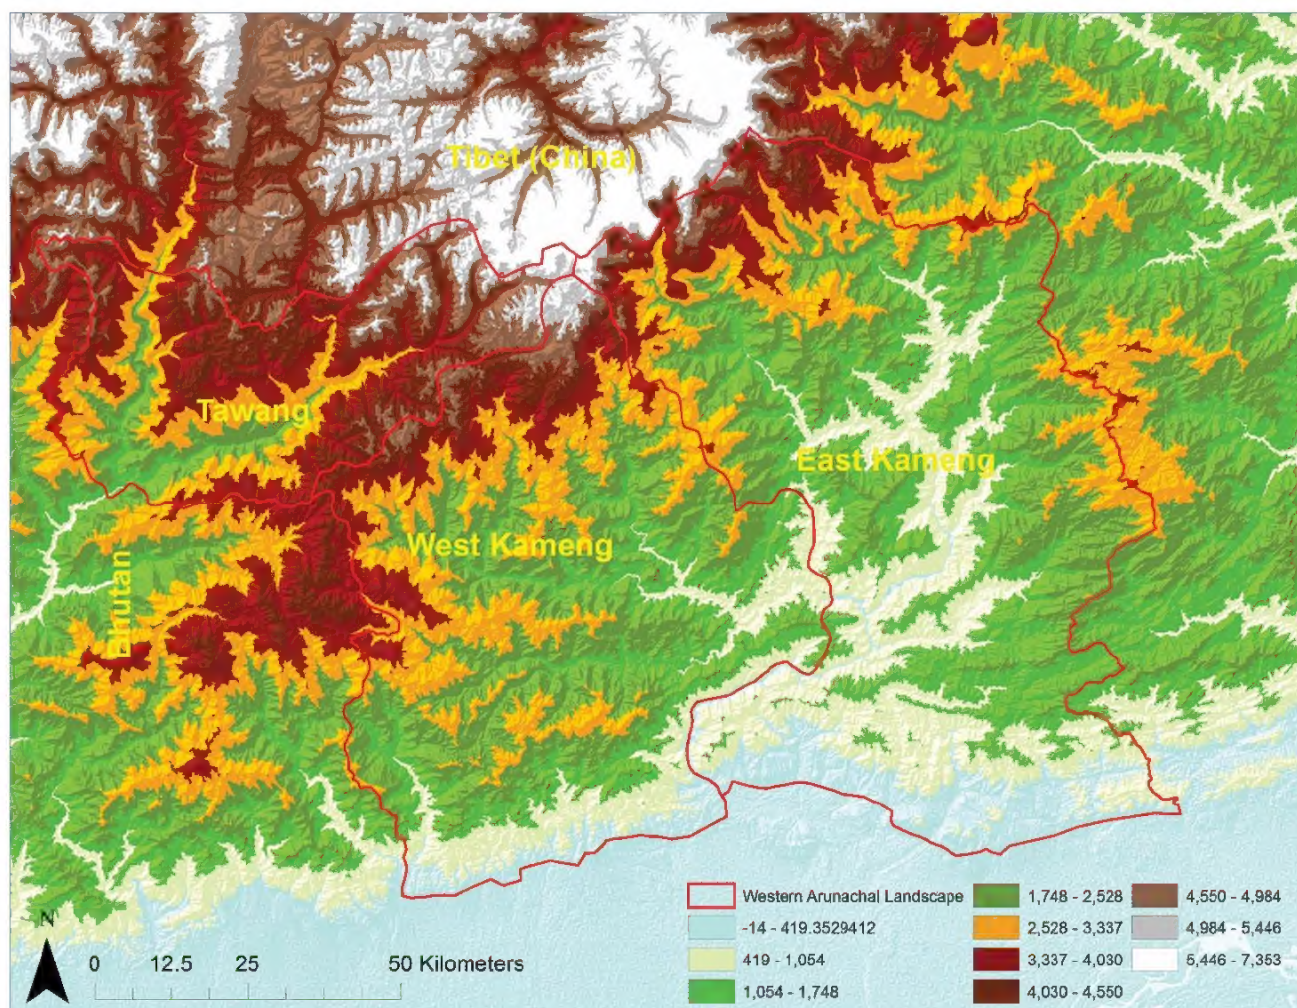 Tibet (China)
Tawang
East Kameng
West Kameng
Bhutan
N
0 12.5 25 50 Kilometers
Western Arunachal Landscape
-14 - 419.3529412
419 - 1,054
1,054 - 1,748
1,748 - 2,528
2,528 - 3,337
3,337 - 4,030
4,030 - 4,550
4,550 - 4,984
4,984 - 5,446
5,446 - 7,353